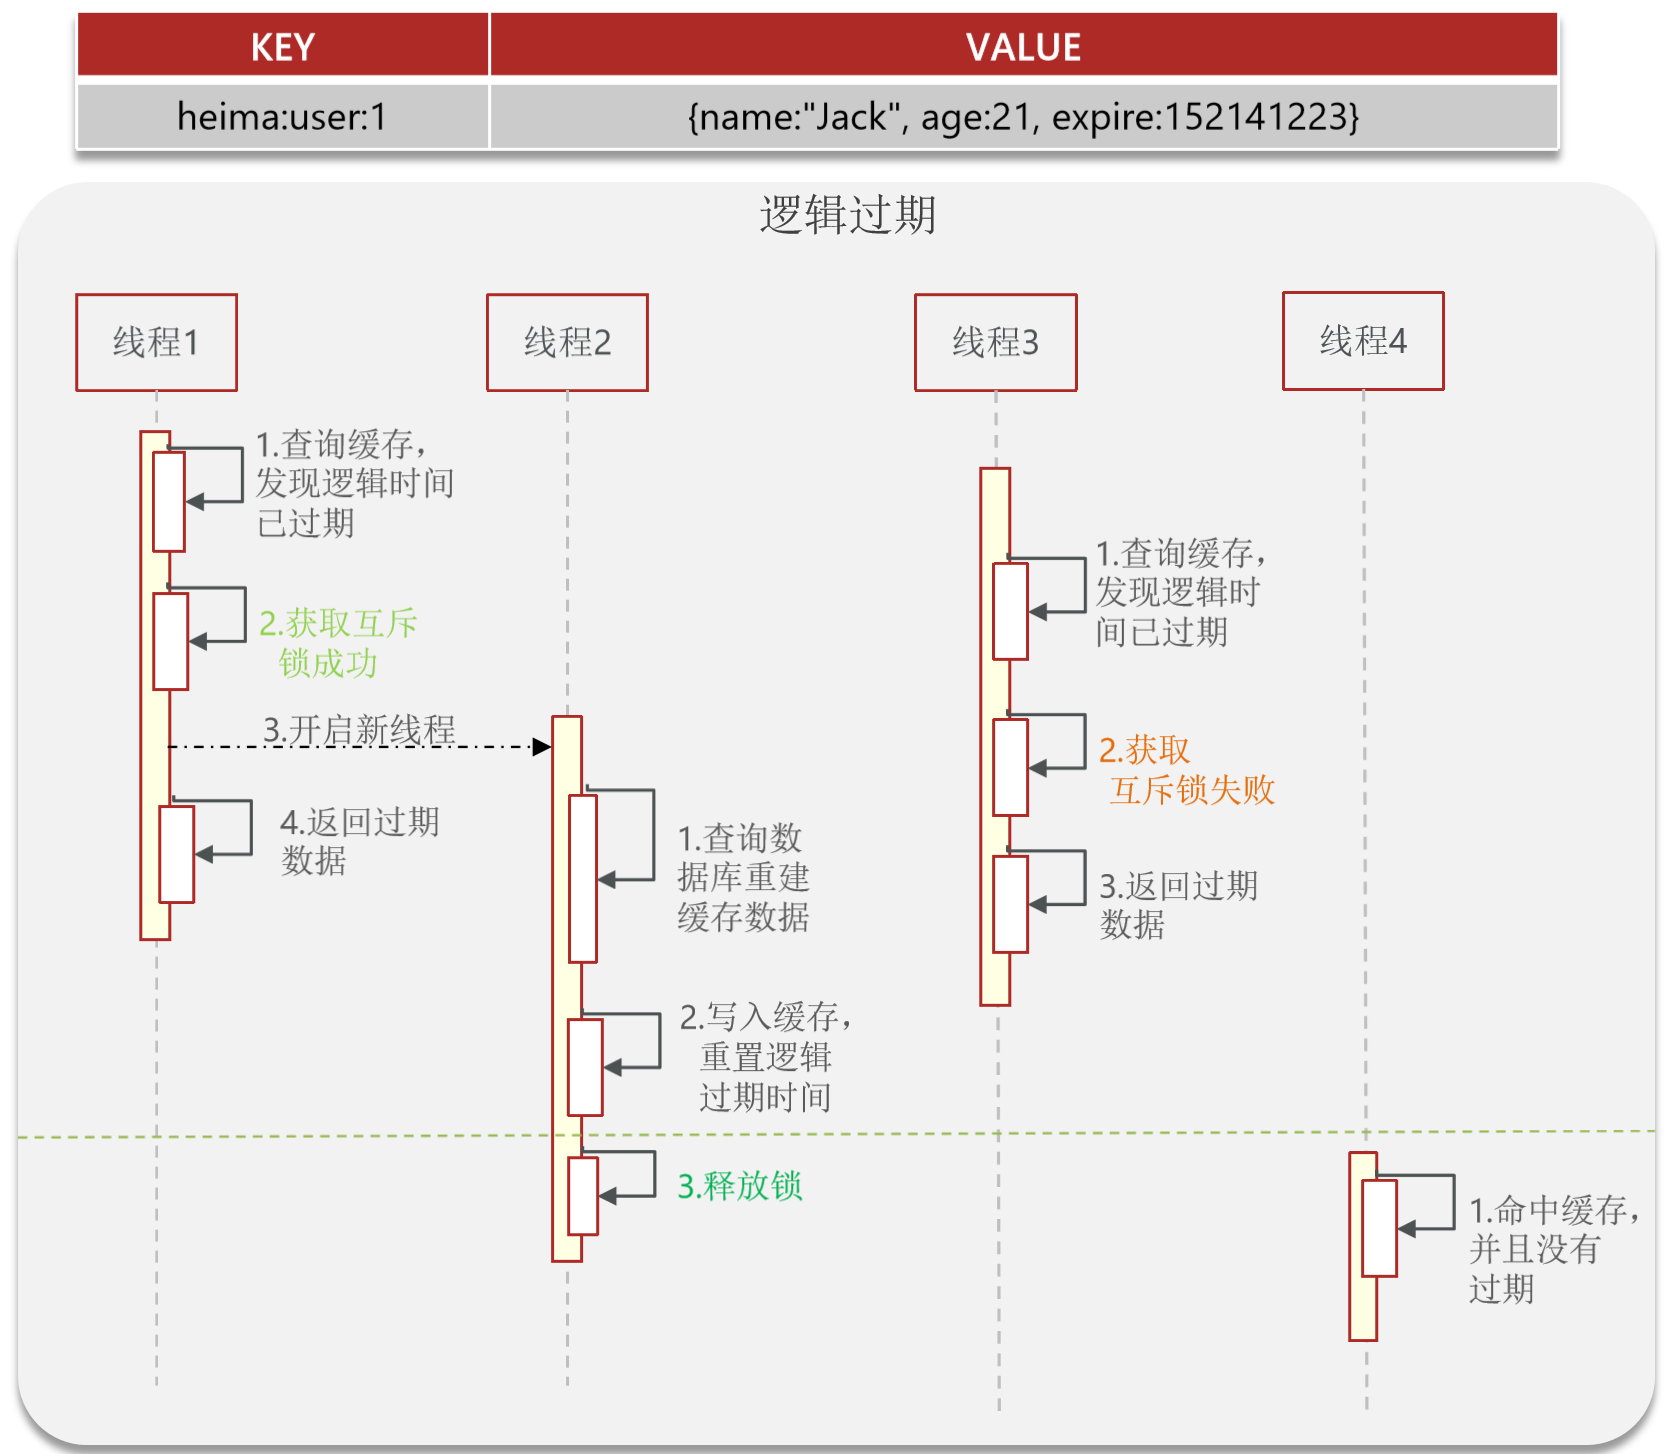 KEY VALUE
heima:user:1 {name:"Jack", age:21, expire:152141223}
逻辑过期
线程1 线程2 线程3 线程4
1.查询缓存，
发现逻辑时间
已过期
2.获取互斥
锁成功
3.开启新线程
4.返回过期
数据
1.查询数
据库重建
缓存数据
2.写入缓存，
重置逻辑
过期时间
3.释放锁
1.查询缓存，
发现逻辑时
间已过期
2.获取
互斥锁失败
3.返回过期
数据
1.命中缓存，
并且没有
过期